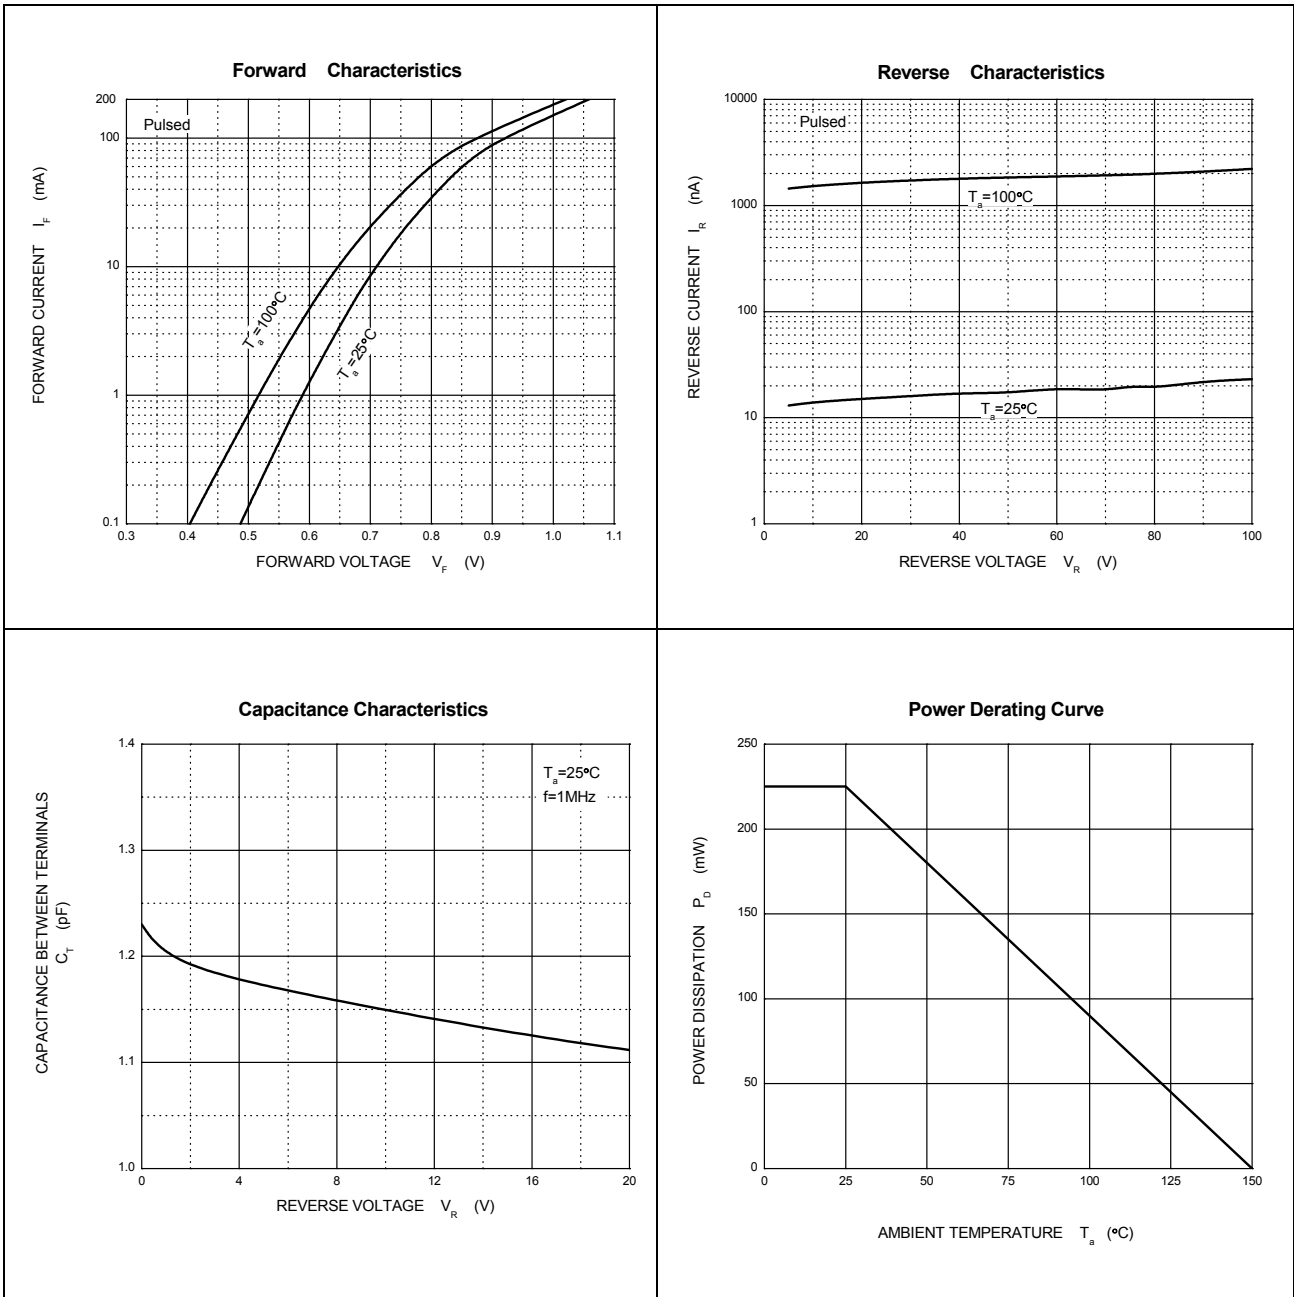 Forward Characteristics
Pulsed
200
100
10
1
0.1
FORWARD CURRENT I_F (mA)
T_a=100°C
T_a=25°C
0.3 0.4 0.5 0.6 0.7 0.8 0.9 1.0 1.1
FORWARD VOLTAGE V_F (V)
Reverse Characteristics
Pulsed
10000
1000
100
10
1
REVERSE CURRENT I_R (nA)
T_a=100°C
T_a=25°C
0 20 40 60 80 100
REVERSE VOLTAGE V_R (V)
Capacitance Characteristics
T_a=25°C
f=1MHz
1.4
1.3
1.2
1.1
1.0
CAPACITANCE BETWEEN TERMINALS
C_T (pF)
0 4 8 12 16 20
REVERSE VOLTAGE V_R (V)
Power Derating Curve
250
200
150
100
50
0
POWER DISSIPATION P_D (mW)
0 25 50 75 100 125 150
AMBIENT TEMPERATURE T_a (°C)